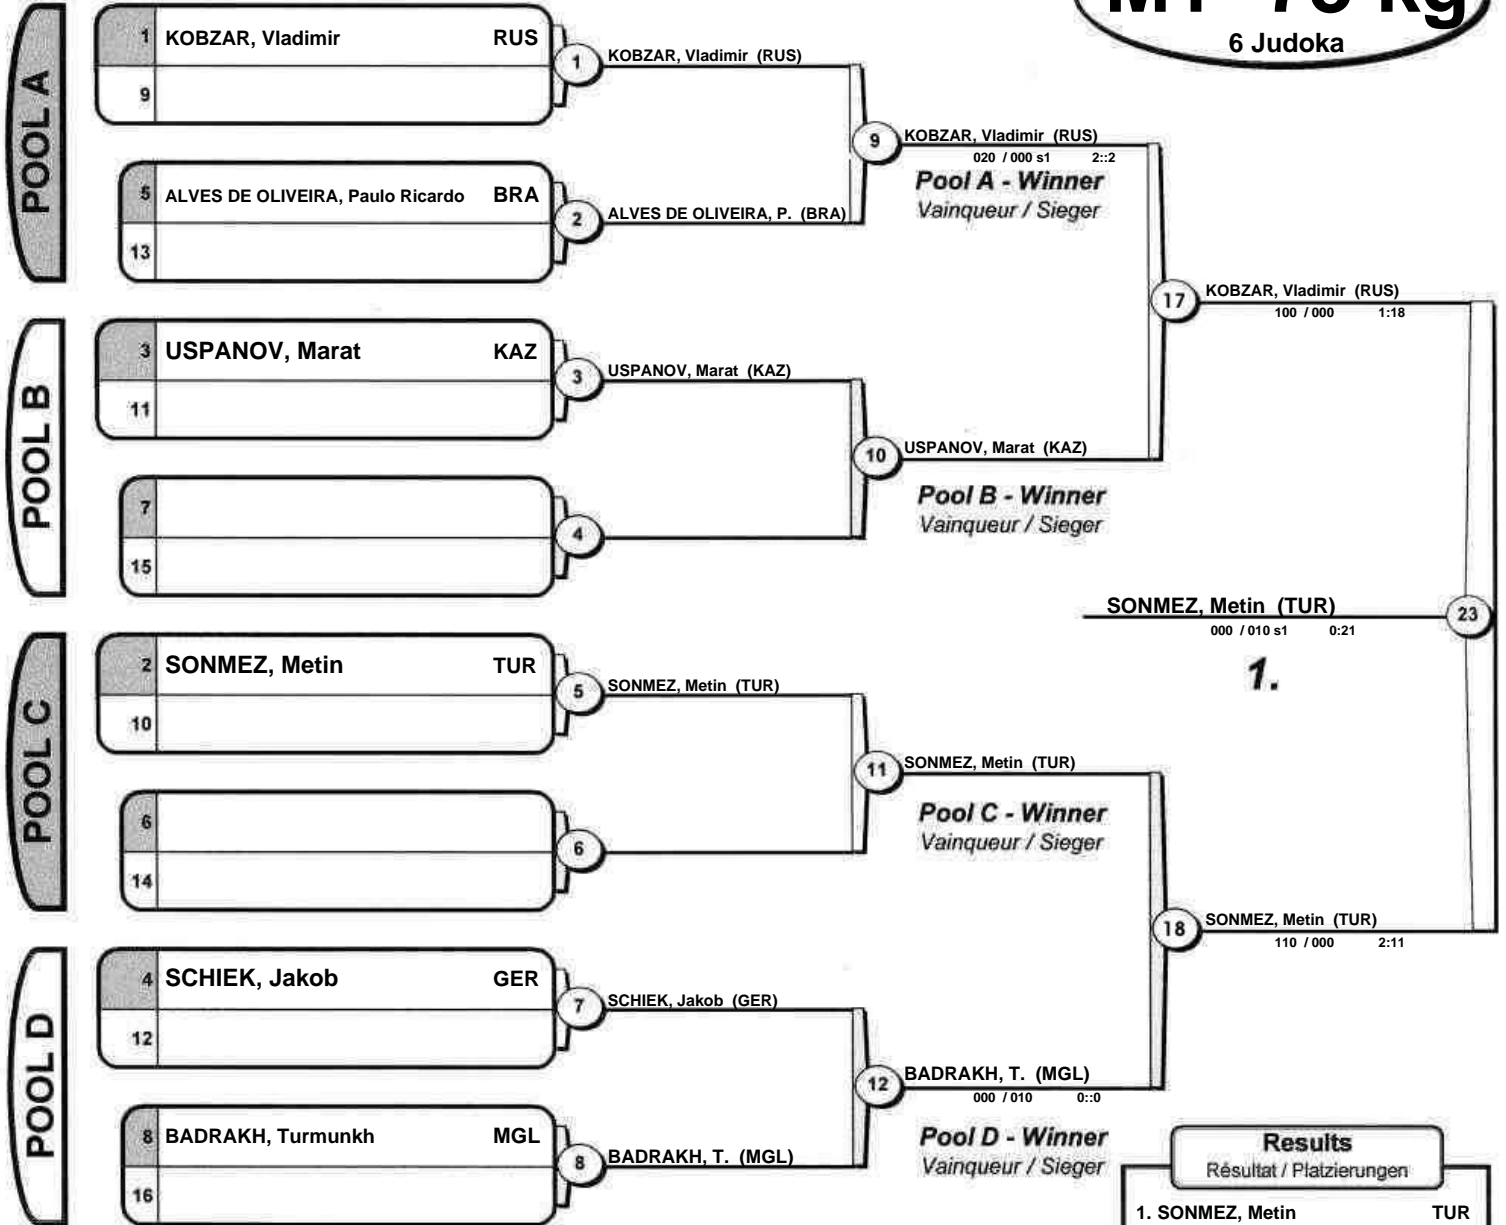 M1 -73 kg
6 Judoka
POOL A
1 KOBZAR, Vladimir RUS
9
5 ALVES DE OLIVEIRA, Paulo Ricardo BRA
13
1 KOBZAR, Vladimir (RUS)
2 ALVES DE OLIVEIRA, P. (BRA)
9 KOBZAR, Vladimir (RUS)
020 / 000 s1 2::2
Pool A - Winner
Vainqueur / Sieger
POOL B
3 USPANOV, Marat KAZ
11
7
15
3 USPANOV, Marat (KAZ)
4
10 USPANOV, Marat (KAZ)
Pool B - Winner
Vainqueur / Sieger
17 KOBZAR, Vladimir (RUS)
100 / 000 1:18
SONMEZ, Metin (TUR) 23
000 / 010 s1 0:21
1.
POOL C
2 SONMEZ, Metin TUR
10
6
14
5 SONMEZ, Metin (TUR)
6
11 SONMEZ, Metin (TUR)
Pool C - Winner
Vainqueur / Sieger
18 SONMEZ, Metin (TUR)
110 / 000 2:11
POOL D
4 SCHIEK, Jakob GER
12
8 BADRAKH, Turmunkh MGL
16
7 SCHIEK, Jakob (GER)
8 BADRAKH, T. (MGL)
12 BADRAKH, T. (MGL)
000 / 010 0::0
Pool D - Winner
Vainqueur / Sieger
Results
Résultat / Platzierungen
1. SONMEZ, Metin TUR